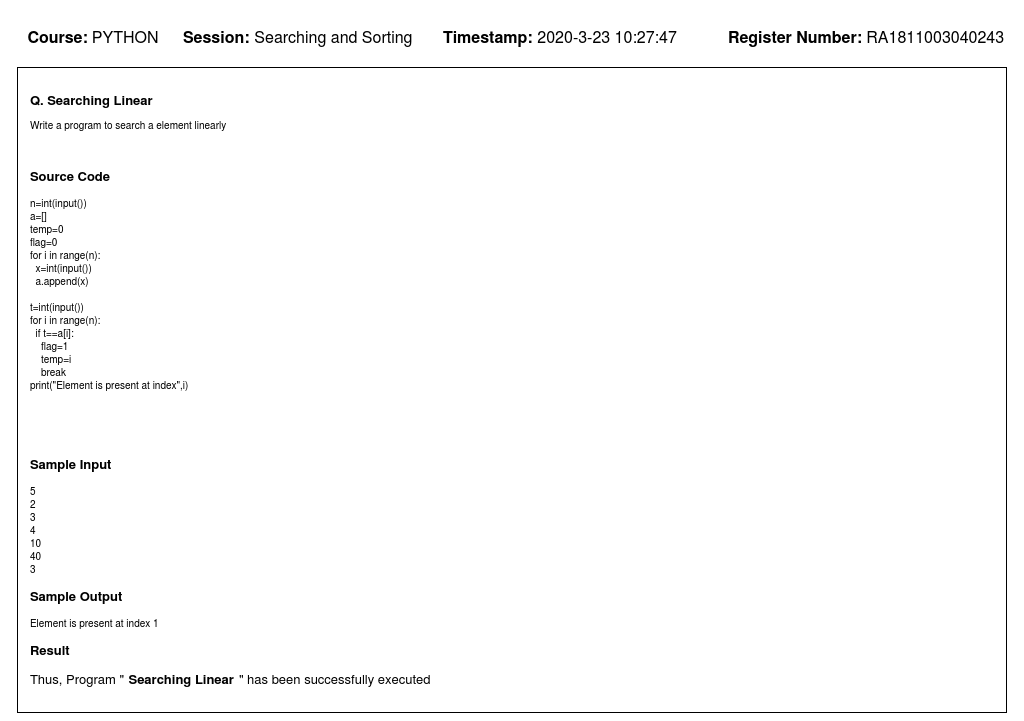 Course: PYTHON Session: Searching and Sorting Timestamp: 2020-3-23 10:27:47 Register Number: RA1811003040243
Q. Searching Linear
Write a program to search a element linearly
Source Code
n=int(input())
a=[]
temp=0
flag=0
for i in range(n):
  x=int(input())
  a.append(x)

t=int(input())
for i in range(n):
  if t==a[i]:
    flag=1
    temp=i
    break
print("Element is present at index",i)
Sample Input
5
2
3
4
10
40
3
Sample Output
Element is present at index 1
Result
Thus, Program " Searching Linear " has been successfully executed